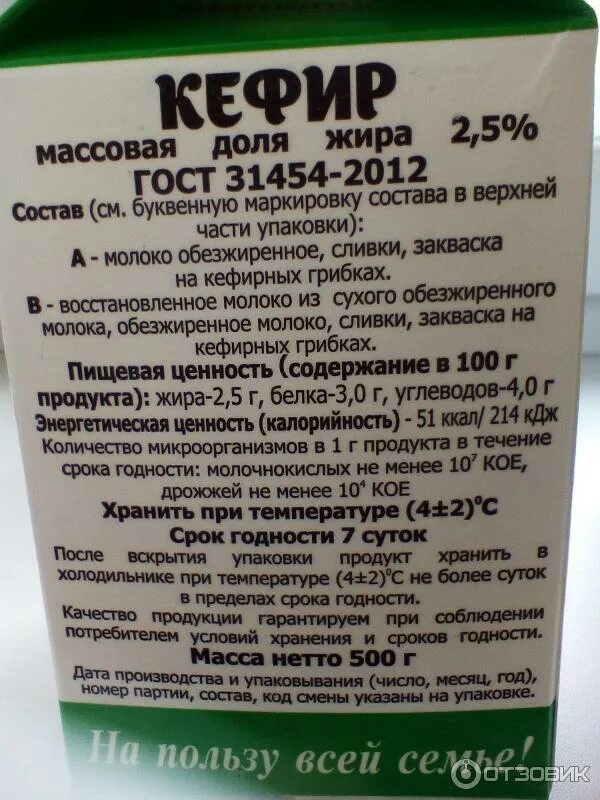 КЕФИР
массовая доля жира 2,5%
ГОСТ 31454-2012
Состав (см. буквенную маркировку состава в верхней
части упаковки):
А - молоко обезжиренное, сливки, закваска
на кефирных грибках.
В - восстановленное молоко из сухого обезжиренного
молока, обезжиренное молоко, сливки, закваска на
кефирных грибках.
Пищевая ценность (содержание в 100 г
продукта): жира-2,5 г, белка-3,0 г, углеводов-4,0 г
Энергетическая ценность (калорийность) - 51 ккал/ 214 кДж
Количество микроорганизмов в 1 г продукта в течение
срока годности: молочнокислых не менее 10⁷ КОЕ,
дрожжей не менее 10⁴ КОЕ
Хранить при температуре (4±2)⁰С
Срок годности 7 суток
После вскрытия упаковки продукт хранить в
холодильнике при температуре (4±2)⁰С не более суток
в пределах срока годности.
Качество продукции гарантируем при соблюдении
потребителем условий хранения и сроков годности.
Масса нетто 500 г
Дата производства и упаковывания (число, месяц, год),
номер партии, состав, код смены указаны на упаковке.
На пользу всей семье!
ОТЗОВИК